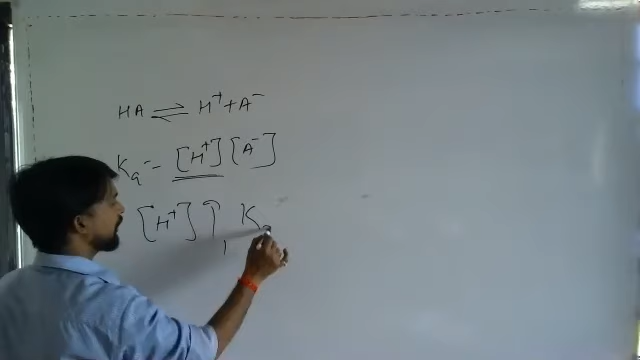 HA ⇌ H⁺ + A⁻
Ka = [H⁺] [A⁻]
[H⁺] ↑, Ka